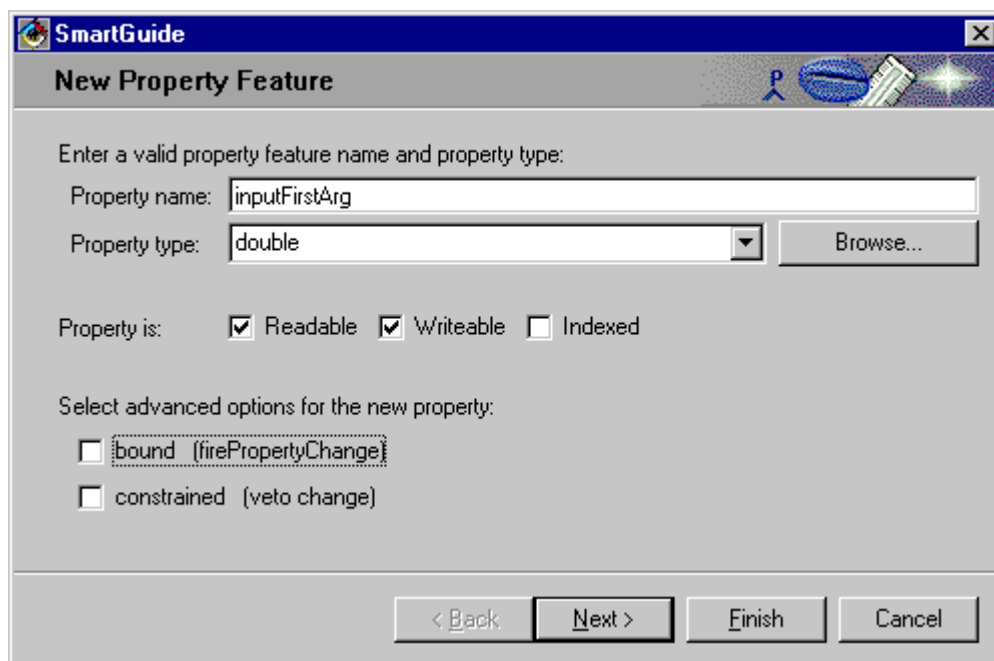 SmartGuide
New Property Feature
P
Enter a valid property feature name and property type:
Property name: inputFirstArg
Property type: double Browse...
Property is: Readable Writeable Indexed
Select advanced options for the new property:
bound (firePropertyChange)
constrained (veto change)
< Back Next > Finish Cancel